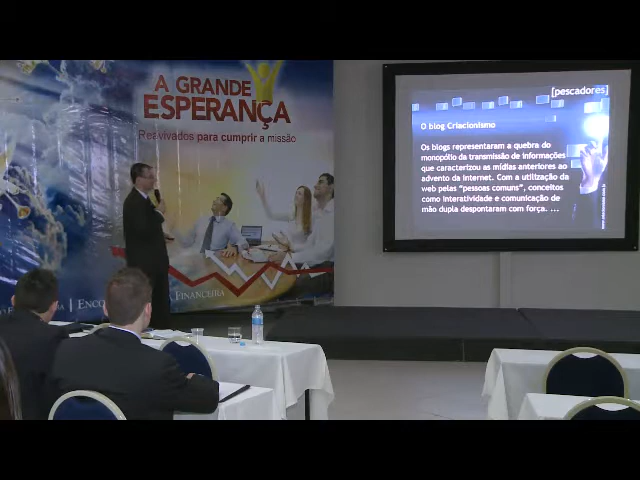 A GRANDE
ESPERANÇA
Reavivados para cumprir a missão
FINANCEIRA
[pescadores]
O blog Criacionismo
Os blogs representaram a quebra do
monopólio da transmissão de informações
que caracterizou as mídias anteriores ao
advento da internet. Com a utilização da
web pelas "pessoas comuns", conceitos
como interatividade e comunicação de
mão dupla despontaram com força. ...